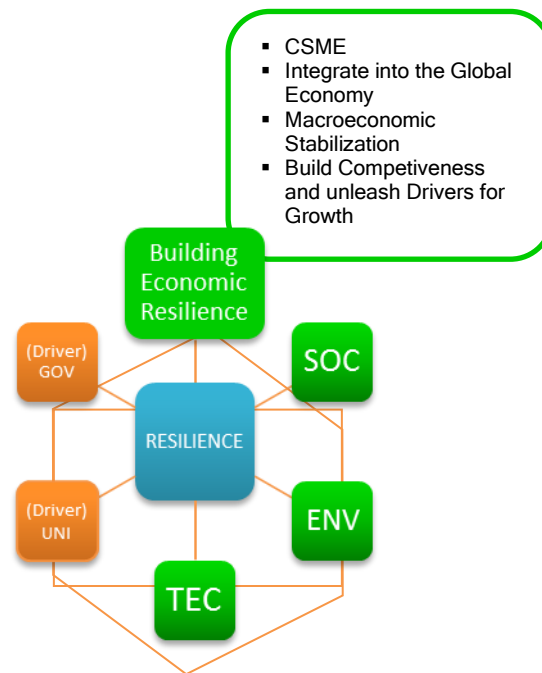 ▪ CSME
▪ Integrate into the Global
Economy
▪ Macroeconomic
Stabilization
▪ Build Competiveness
and unleash Drivers for
Growth
Building
Economic
Resilience
(Driver)
GOV
SOC
RESILIENCE
(Driver)
UNI
ENV
TEC